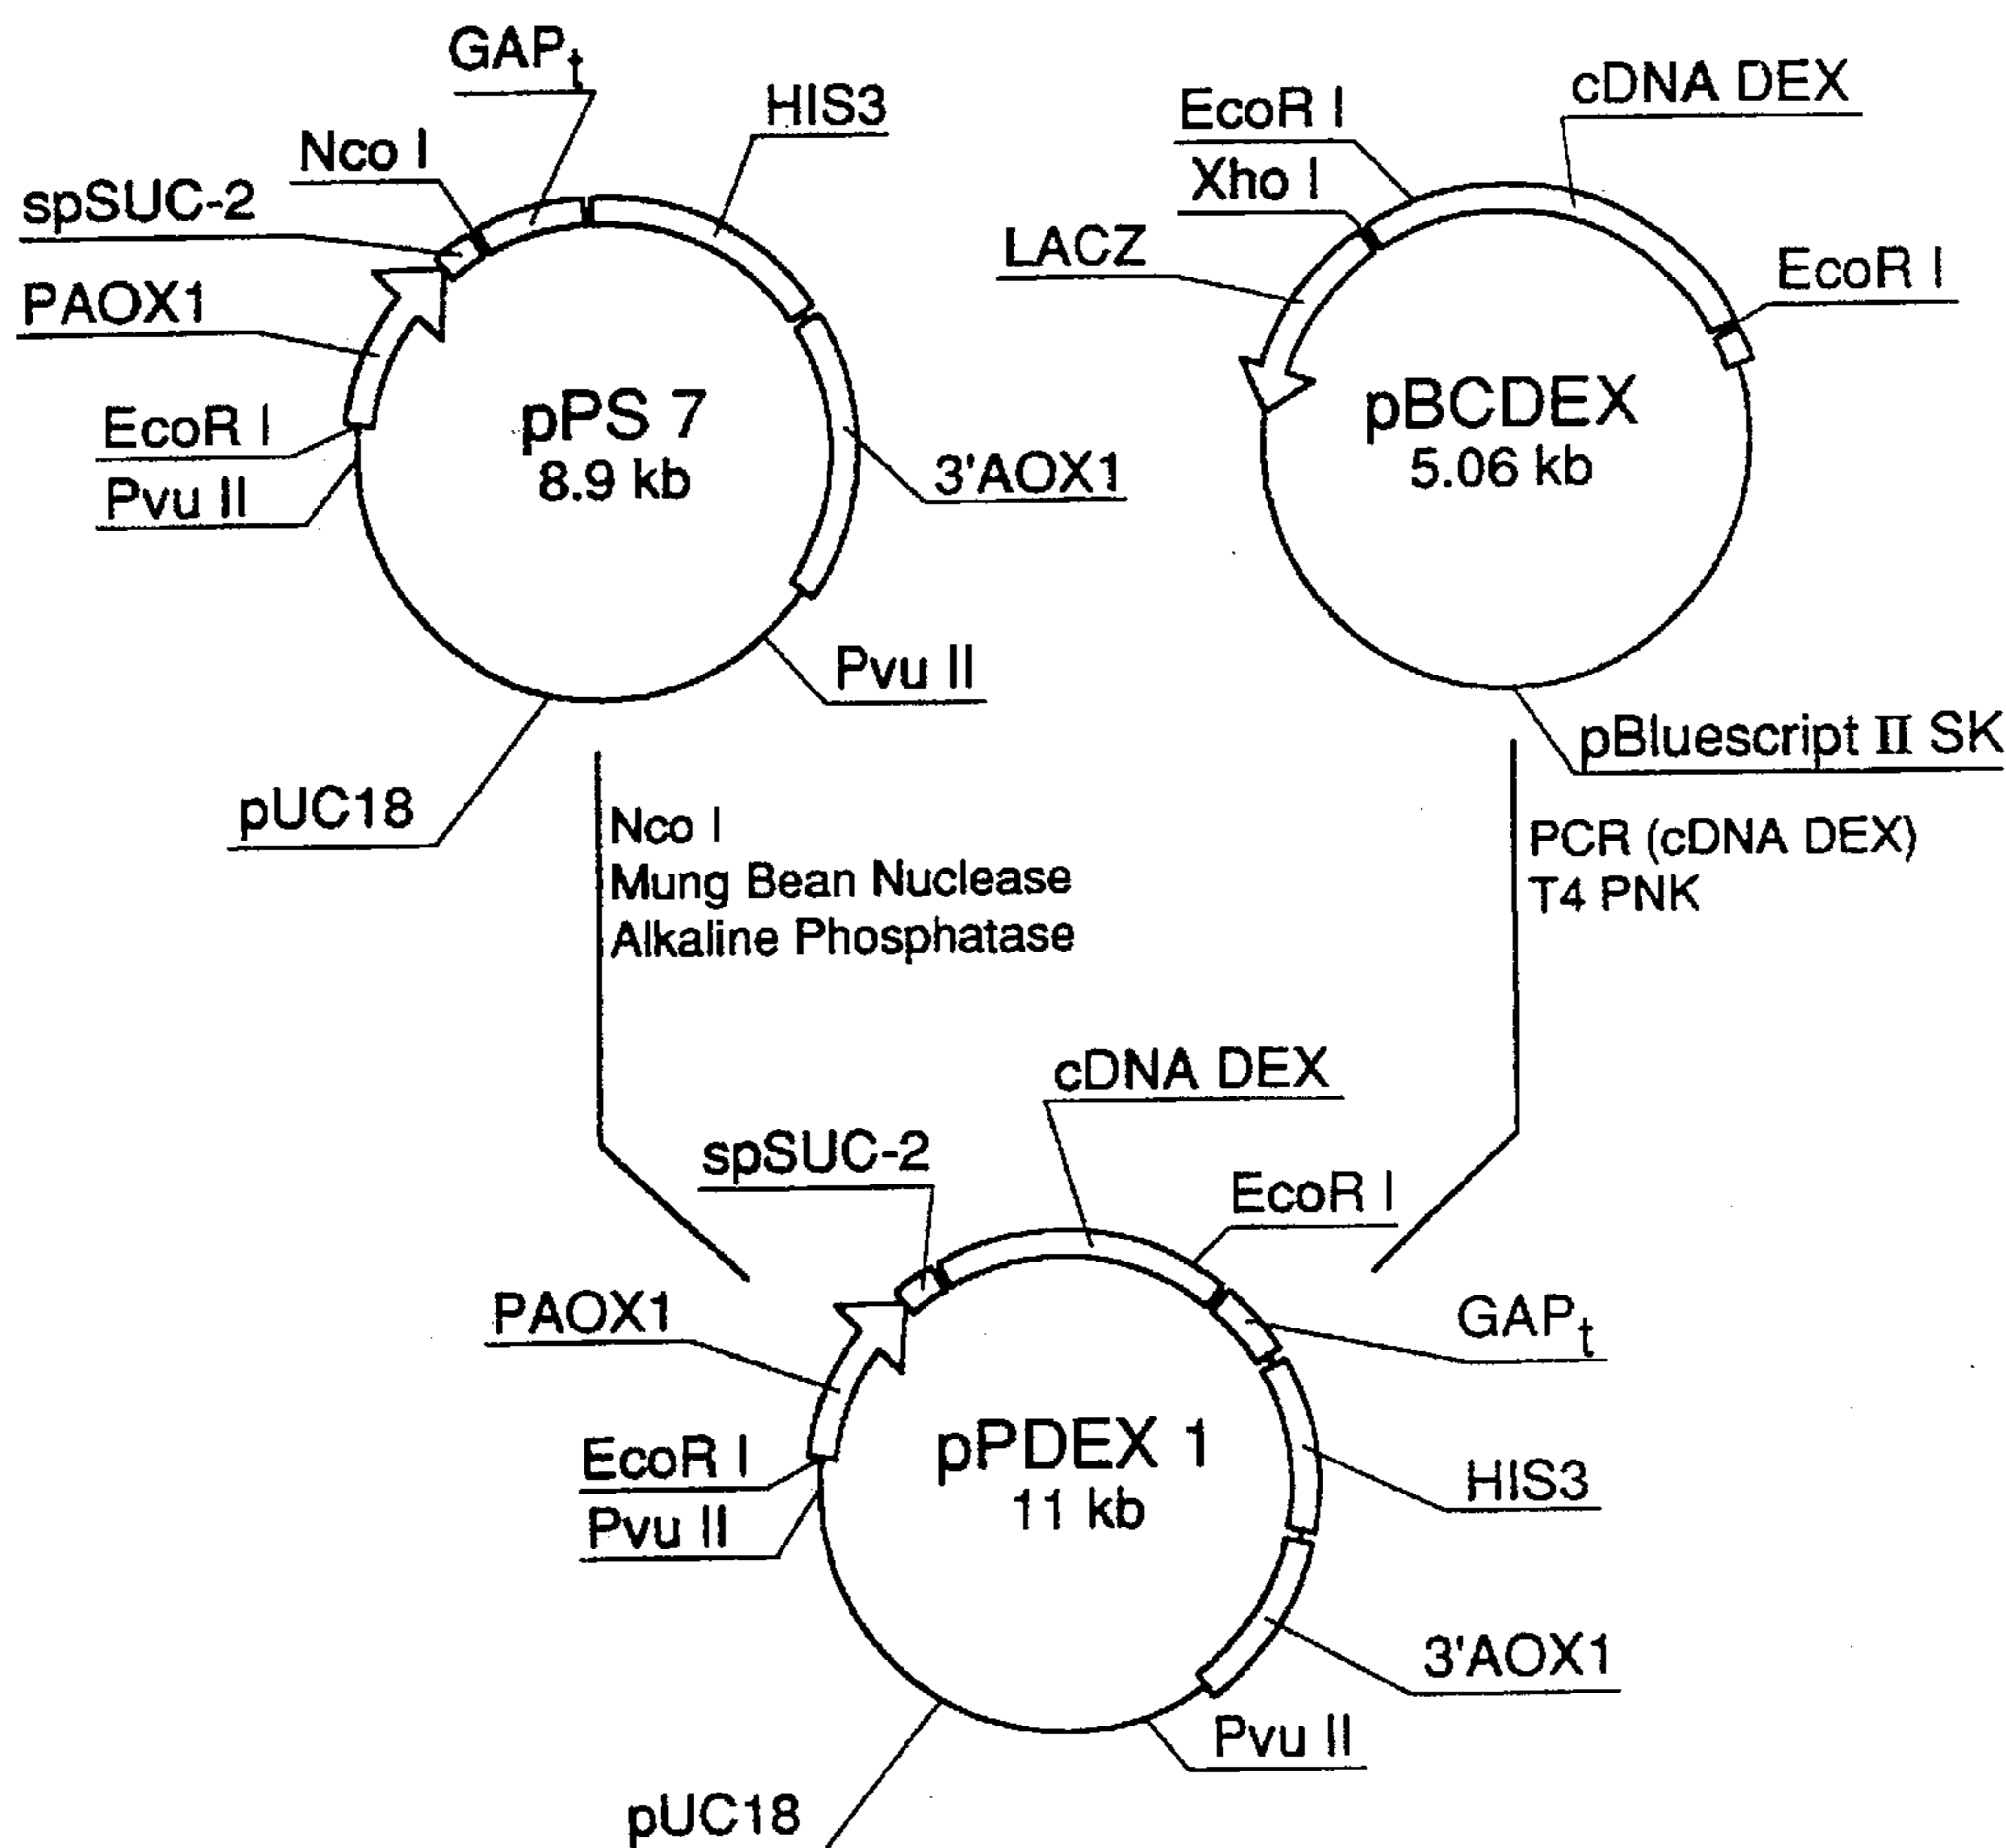 GAPt
HIS3
Nco I
spSUC-2
PAOX1
EcoR I
Pvu II
pPS 7
8.9 kb
3'AOX1
Pvu II
pUC18
cDNA DEX
EcoR I
Xho I
LACZ
EcoR I
pBCDEX
5.06 kb
pBluescript II SK
Nco I
Mung Bean Nuclease
Alkaline Phosphatase
PCR (cDNA DEX)
T4 PNK
cDNA DEX
spSUC-2
EcoR I
PAOX1
GAPt
EcoR I
Pvu II
pPDEX 1
11 kb
HIS3
3'AOX1
Pvu II
pUC18